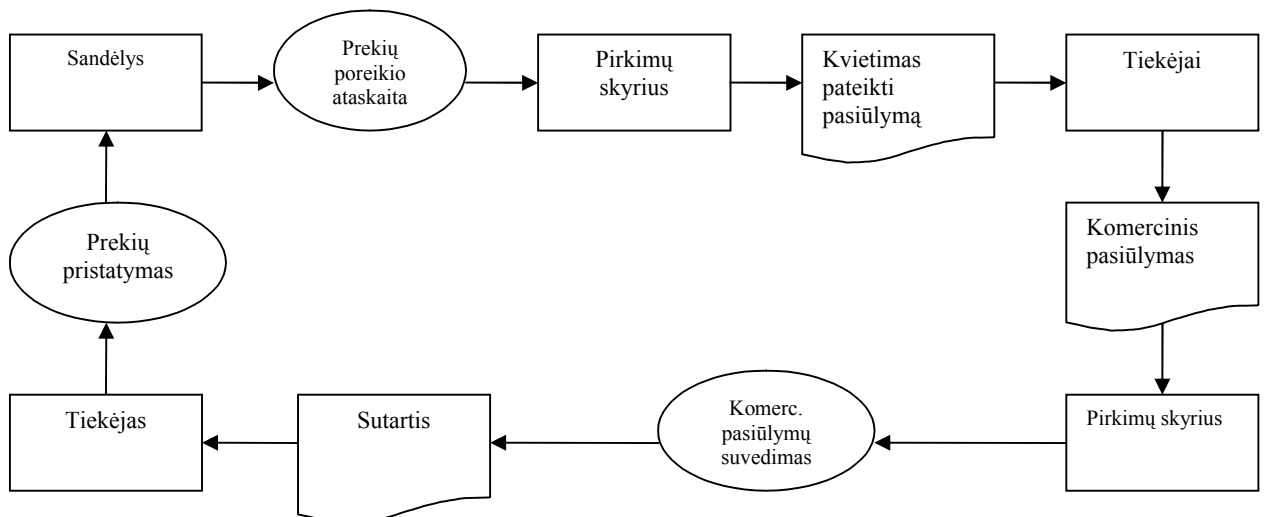 Sandėlys
Prekių
poreikio
ataskaita
Pirkimų
skyrius
Kvietimas
pateikti
pasiūlymą
Tiekėjai
Komercinis
pasiūlymas
Pirkimų skyrius
Komerc.
pasiūlymų
suvedimas
Sutartis
Tiekėjas
Prekių
pristatymas